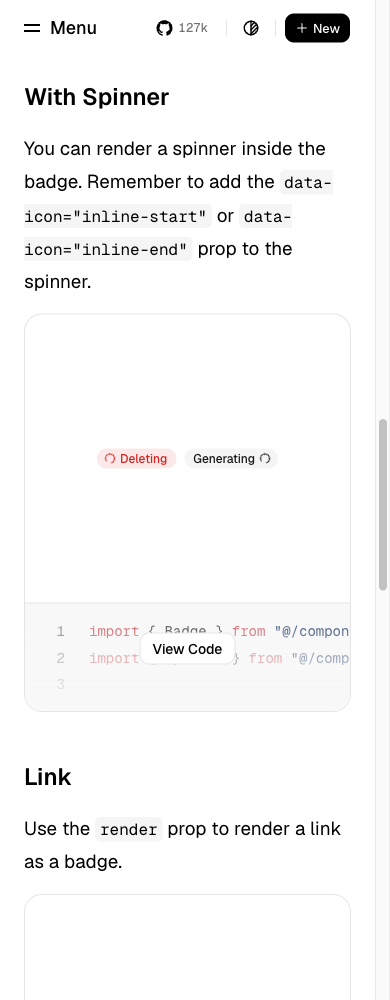 Menu
127k
+ New
With Spinner
You can render a spinner inside the
badge. Remember to add the data-
icon="inline-start" or data-
icon="inline-end" prop to the
spinner.
Deleting
Generating
1 import { Badge } from "@/compon
2 import } from "@/comp
3
View Code
Link
Use the render prop to render a link
as a badge.